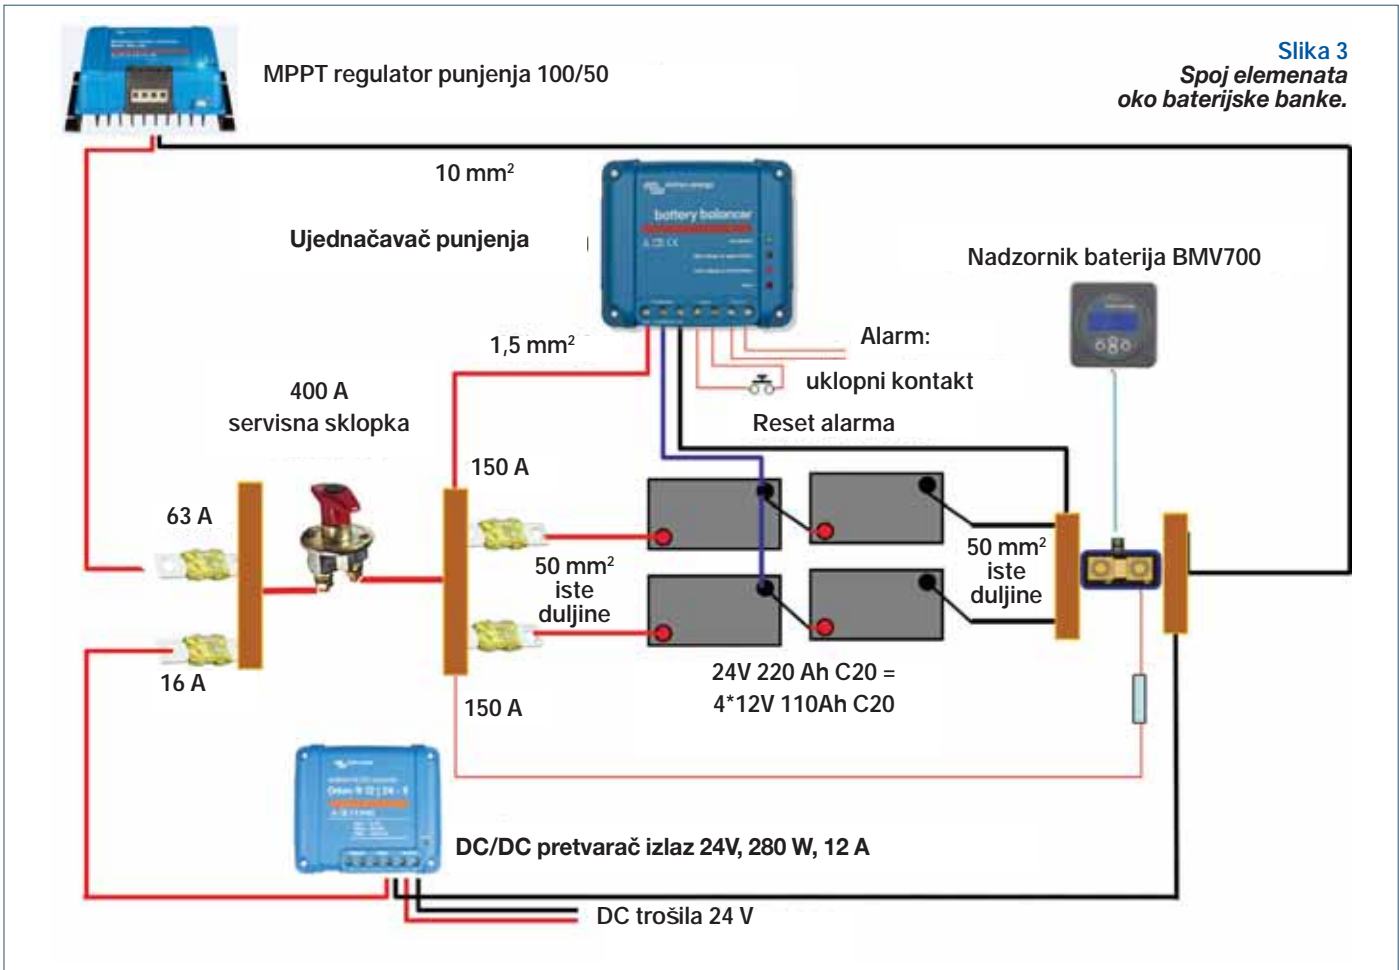 Slika 3
Spoj elemenata
oko baterijske banke.
MPPT regulator punjenja 100/50
10 mm²
Ujednačavač punjenja
battery balancer
Nadzornik baterija BMV700
1,5 mm²
Alarm:
uklopni kontakt
Reset alarma
400 A
servisna sklopka
150 A
63 A
50 mm²
iste
duljine
50 mm²
iste
duljine
16 A
150 A
24V 220 Ah C20 =
4*12V 110Ah C20
DC/DC pretvarač izlaz 24V, 280 W, 12 A
DC trošila 24 V